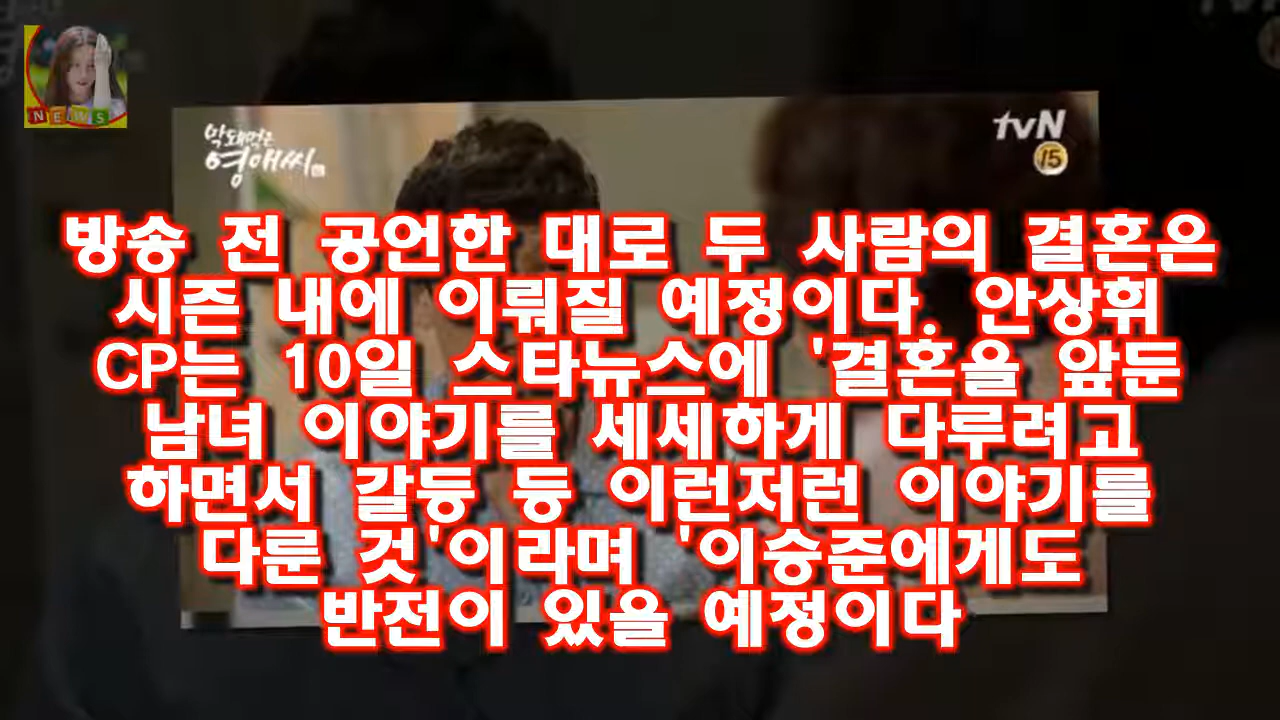 NEWS
막돼먹은
영애씨
tvN
15
방송 전 공언한 대로 두 사람의 결혼은
시즌 내에 이뤄질 예정이다. 안상휘
CP는 10일 스타뉴스에 '결혼을 앞둔
남녀 이야기를 세세하게 다루려고
하면서 갈등 등 이런저런 이야기를
다룬 것'이라며 '이승준에게도
반전이 있을 예정이다